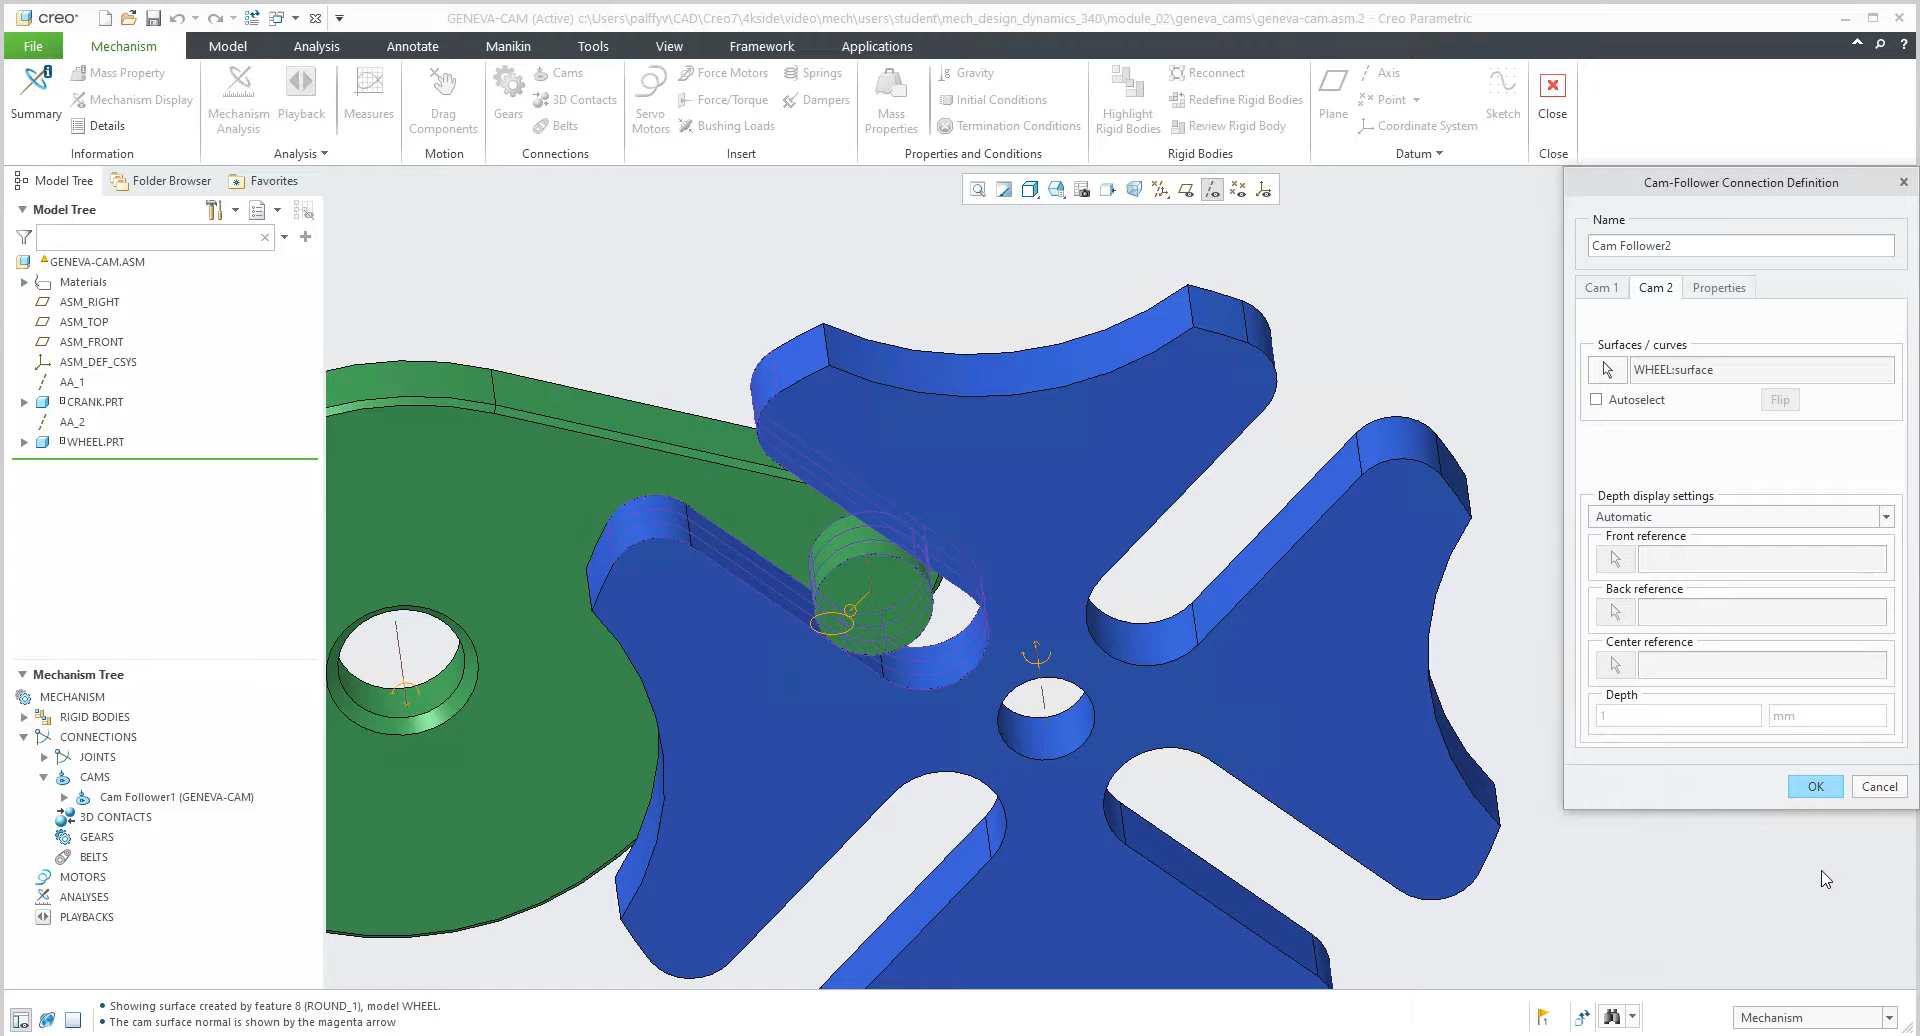 creo®
GENEVA-CAM (Active) c:\Users\palffyv\CAD\Creo7\4kside\video\mech\users\student\mech_design_dynamics_340\module_02\geneva_cams\geneva-cam.asm.2 - Creo Parametric
File Mechanism Model Analysis Annotate Manikin Tools View Framework Applications
Summary
Mass Property
Mechanism Display
Details
Information
Mechanism Analysis
Playback
Measures
Analysis
Drag Components
Motion
Gears
Cams
3D Contacts
Belts
Connections
Servo Motors
Force Motors
Force/Torque
Bushing Loads
Springs
Dampers
Insert
Mass Properties
Gravity
Initial Conditions
Termination Conditions
Properties and Conditions
Highlight Rigid Bodies
Reconnect
Redefine Rigid Bodies
Review Rigid Body
Rigid Bodies
Plane
Axis
Point
Coordinate System
Sketch
Datum
Close
Close
Model Tree Folder Browser Favorites
Model Tree
GENEVA-CAM.ASM
Materials
ASM_RIGHT
ASM_TOP
ASM_FRONT
ASM_DEF_CSYS
AA_1
CRANK.PRT
AA_2
WHEEL.PRT
Mechanism Tree
MECHANISM
RIGID BODIES
CONNECTIONS
JOINTS
CAMS
Cam Follower1 (GENEVA-CAM)
3D CONTACTS
GEARS
BELTS
MOTORS
ANALYSES
PLAYBACKS
Cam-Follower Connection Definition
Name
Cam Follower2
Cam 1 Cam 2 Properties
Surfaces / curves
WHEEL:surface
Autoselect Flip
Depth display settings
Automatic
Front reference
Back reference
Center reference
Depth
1 mm
OK Cancel
• Showing surface created by feature 8 (ROUND_1), model WHEEL.
• The cam surface normal is shown by the magenta arrow
1
Mechanism